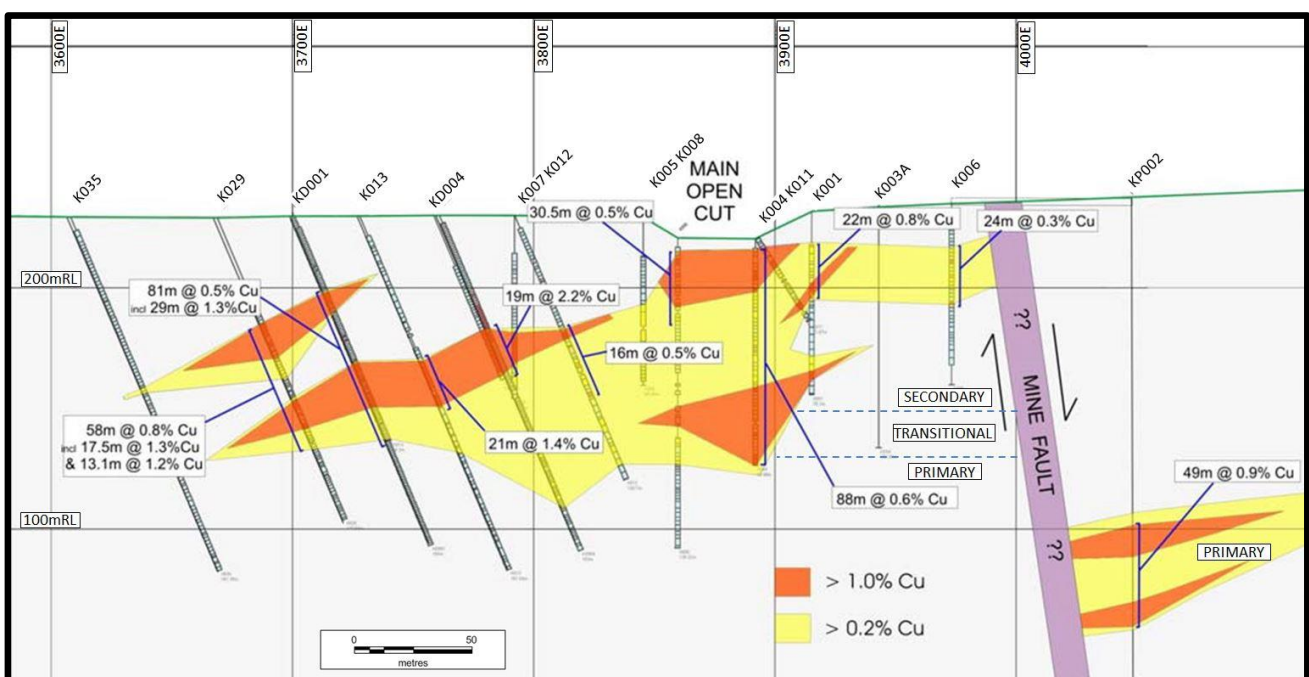 3600E
3700E
3800E
3900E
4000E
K035
K029
KD001
K013
KD004
K007
K012
K005
K008
MAIN
OPEN
CUT
K004
K011
K001
K003A
K006
KP002
30.5m @ 0.5% Cu
22m @ 0.8% Cu
24m @ 0.3% Cu
200mRL
81m @ 0.5% Cu
incl 29m @ 1.3%Cu
19m @ 2.2% Cu
16m @ 0.5% Cu
58m @ 0.8% Cu
incl 17.5m @ 1.3%Cu
& 13.1m @ 1.2% Cu
21m @ 1.4% Cu
SECONDARY
TRANSITIONAL
PRIMARY
88m @ 0.6% Cu
??
MINE FAULT
??
49m @ 0.9% Cu
PRIMARY
100mRL
> 1.0% Cu
> 0.2% Cu
0 50
metres